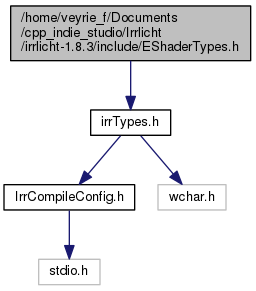 /home/veyrie_f/Documents
/cpp_indie_studio/Irrlicht
/irrlicht-1.8.3/include/EShaderTypes.h
irrTypes.h
IrrCompileConfig.h
wchar.h
stdio.h